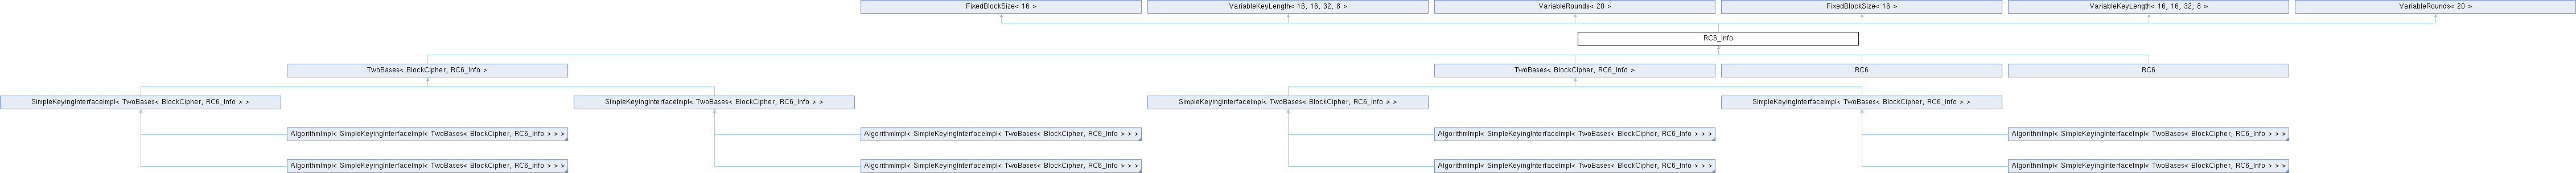 FixedBlockSize< 16 >
VariableKeyLength< 16, 16, 32, 8 >
VariableRounds< 20 >
FixedBlockSize< 16 >
VariableKeyLength< 16, 16, 32, 8 >
VariableRounds< 20 >
RC6_Info
TwoBases< BlockCipher, RC6_Info >
TwoBases< BlockCipher, RC6_Info >
RC6
RC6
SimpleKeyingInterfaceImpl< TwoBases< BlockCipher, RC6_Info > >
SimpleKeyingInterfaceImpl< TwoBases< BlockCipher, RC6_Info > >
SimpleKeyingInterfaceImpl< TwoBases< BlockCipher, RC6_Info > >
SimpleKeyingInterfaceImpl< TwoBases< BlockCipher, RC6_Info > >
AlgorithmImpl< SimpleKeyingInterfaceImpl< TwoBases< BlockCipher, RC6_Info > > >
AlgorithmImpl< SimpleKeyingInterfaceImpl< TwoBases< BlockCipher, RC6_Info > > >
AlgorithmImpl< SimpleKeyingInterfaceImpl< TwoBases< BlockCipher, RC6_Info > > >
AlgorithmImpl< SimpleKeyingInterfaceImpl< TwoBases< BlockCipher, RC6_Info > > >
AlgorithmImpl< SimpleKeyingInterfaceImpl< TwoBases< BlockCipher, RC6_Info > > >
AlgorithmImpl< SimpleKeyingInterfaceImpl< TwoBases< BlockCipher, RC6_Info > > >
AlgorithmImpl< SimpleKeyingInterfaceImpl< TwoBases< BlockCipher, RC6_Info > > >
AlgorithmImpl< SimpleKeyingInterfaceImpl< TwoBases< BlockCipher, RC6_Info > > >